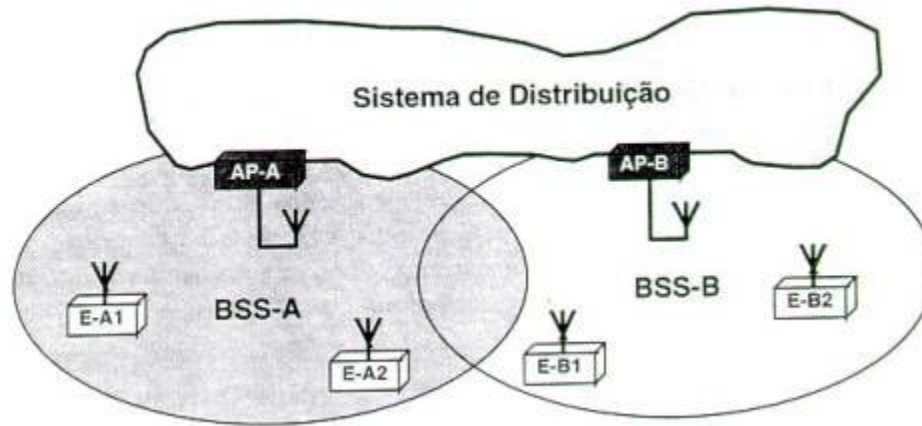 Sistema de Distribuição
AP-A
AP-B
BSS-A
BSS-B
E-A1
E-A2
E-B1
E-B2